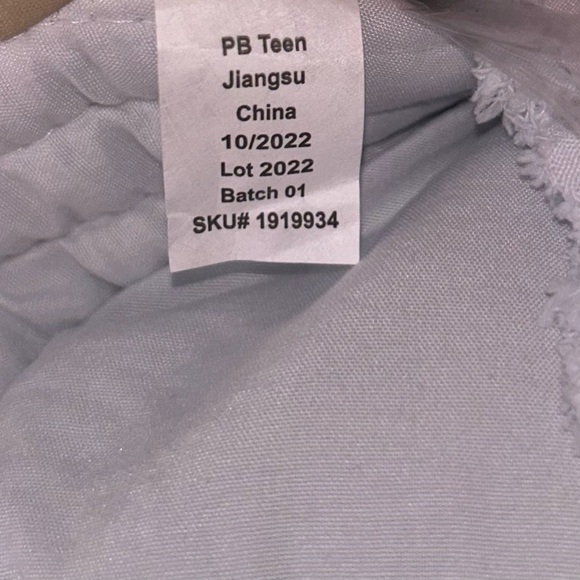 PB Teen
Jiangsu
China
10/2022
Lot 2022
Batch 01
SKU# 1919934